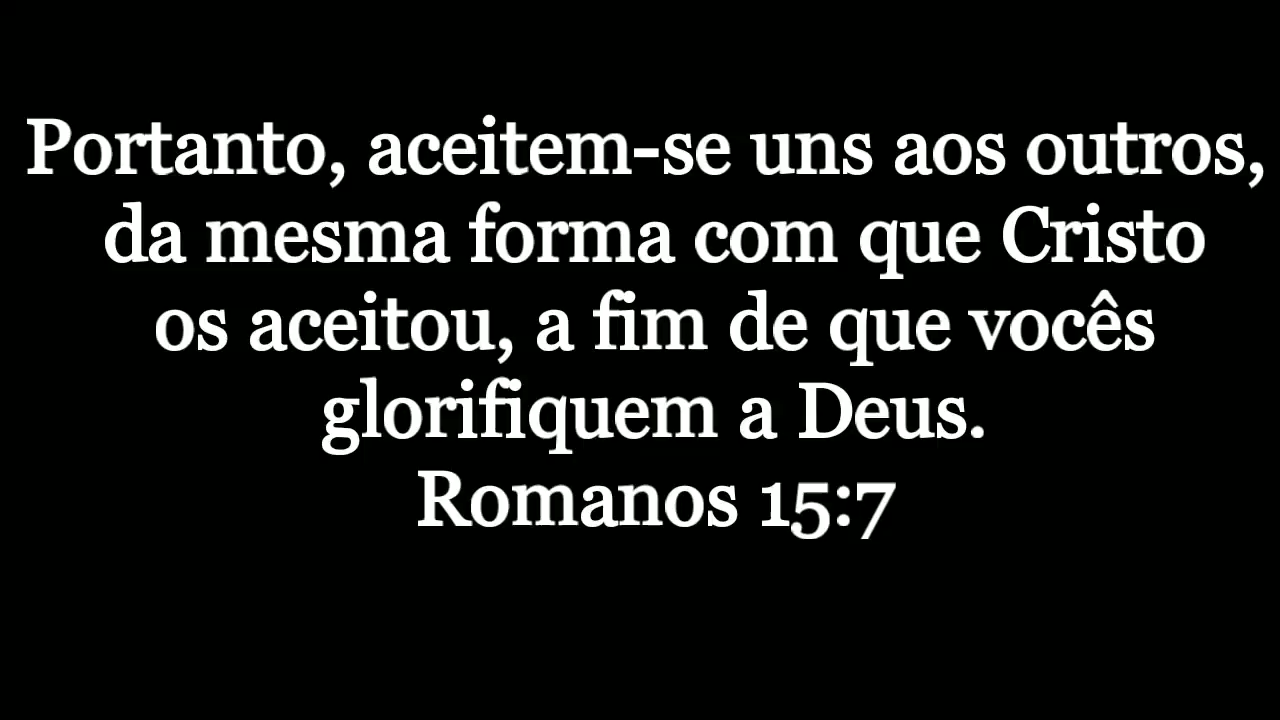 Portanto, aceitem-se uns aos outros,
da mesma forma com que Cristo
os aceitou, a fim de que vocês
glorifiquem a Deus.
Romanos 15:7